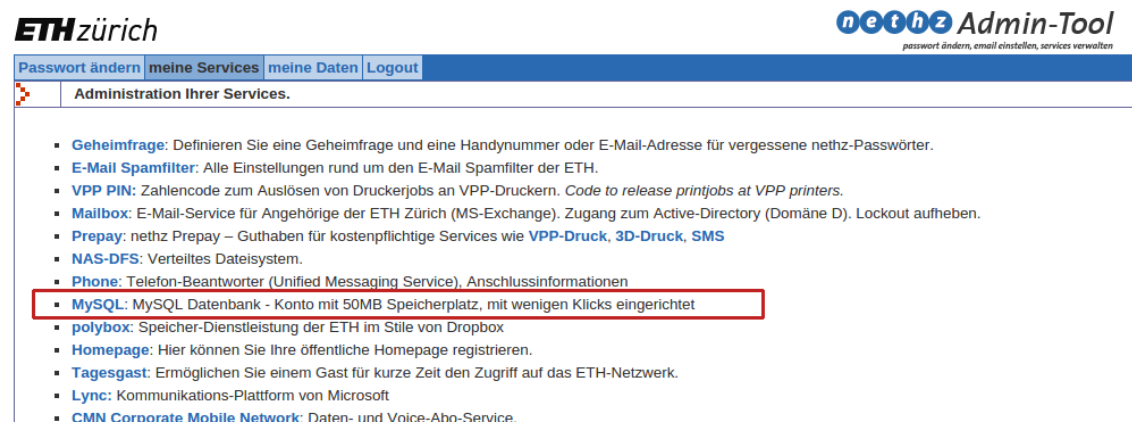 ETH zürich
nethz Admin-Tool
passwort ändern, email einstellen, services verwalten
Passwort ändern meine Services meine Daten Logout
Administration Ihrer Services.
Geheimfrage: Definieren Sie eine Geheimfrage und eine Handynummer oder E-Mail-Adresse für vergessene nethz-Passwörter.
E-Mail Spamfilter: Alle Einstellungen rund um den E-Mail Spamfilter der ETH.
VPP PIN: Zahlencode zum Auslösen von Druckerjobs an VPP-Druckern. Code to release printjobs at VPP printers.
Mailbox: E-Mail-Service für Angehörige der ETH Zürich (MS-Exchange). Zugang zum Active-Directory (Domäne D). Lockout aufheben.
Prepay: nethz Prepay – Guthaben für kostenpflichtige Services wie VPP-Druck, 3D-Druck, SMS
NAS-DFS: Verteiltes Dateisystem.
Phone: Telefon-Beantworter (Unified Messaging Service), Anschlussinformationen
MySQL: MySQL Datenbank - Konto mit 50MB Speicherplatz, mit wenigen Klicks eingerichtet
polybox: Speicher-Dienstleistung der ETH im Stile von Dropbox
Homepage: Hier können Sie Ihre öffentliche Homepage registrieren.
Tagesgast: Ermöglichen Sie einem Gast für kurze Zeit den Zugriff auf das ETH-Netzwerk.
Lync: Kommunikations-Plattform von Microsoft
CMN Corporate Mobile Network: Daten- und Voice-Abo-Service.